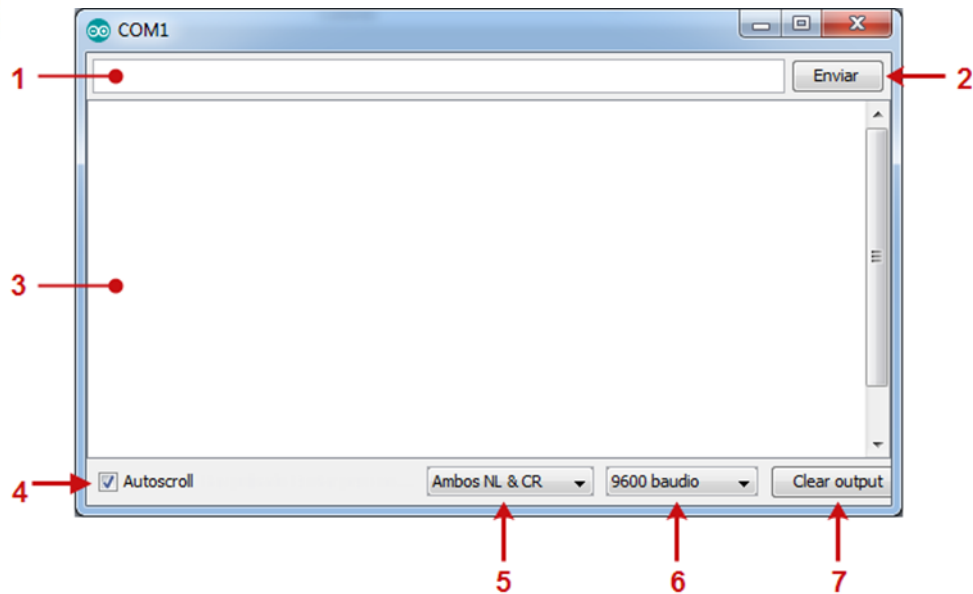 COM1
1
Enviar
2
3
4
Autoscroll
Ambos NL & CR
9600 baudio
Clear output
5
6
7